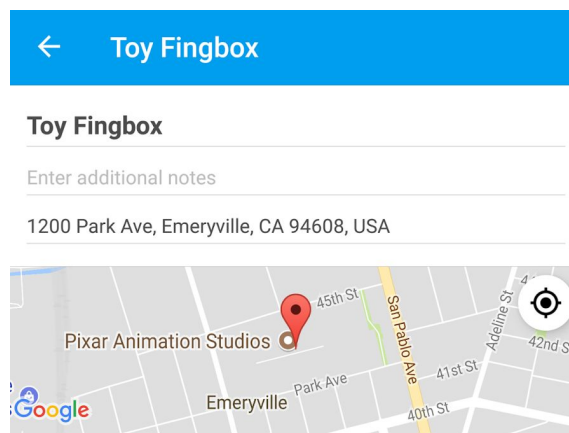 Toy Fingbox
Toy Fingbox
Enter additional notes
1200 Park Ave, Emeryville, CA 94608, USA
45th St
San Pablo Ave
Adeline St
Pixar Animation Studios
42nd S
41st St
Park Ave
Emeryville
40th St
Google